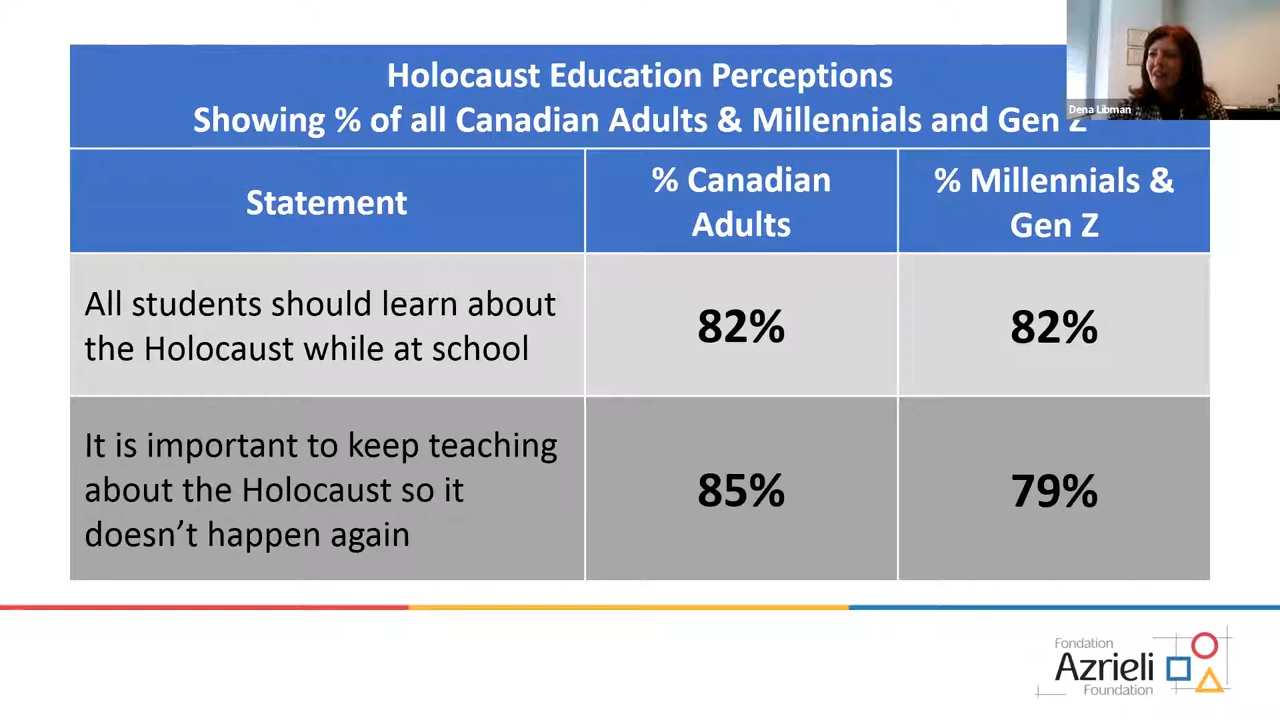 Holocaust Education Perceptions
Showing % of all Canadian Adults & Millennials and Gen Z
Dena Libman
Statement
% Canadian
Adults
% Millennials &
Gen Z
All students should learn about
the Holocaust while at school
82%
82%
It is important to keep teaching
about the Holocaust so it
doesn’t happen again
85%
79%
Fondation
Azrieli
Foundation